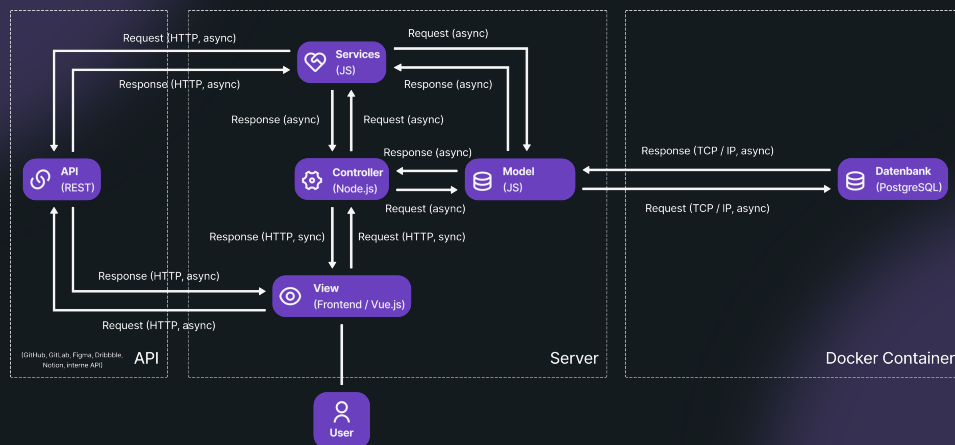 Request (HTTP, async)
Request (async)
Services
(JS)
Response (HTTP, async)
Response (async)
Response (async)
Request (async)
Response (async)
Response (TCP / IP, async)
API
(REST)
Controller
(Node.js)
Model
(JS)
Datenbank
(PostgreSQL)
Request (async)
Request (TCP / IP, async)
Response (HTTP, sync)
Request (HTTP, sync)
Response (HTTP, async)
View
(Frontend / Vue.js)
Request (HTTP, async)
(GitHub, GitLab, Figma, Dribbble,
Notion, interne API)
API
Server
Docker Container
User